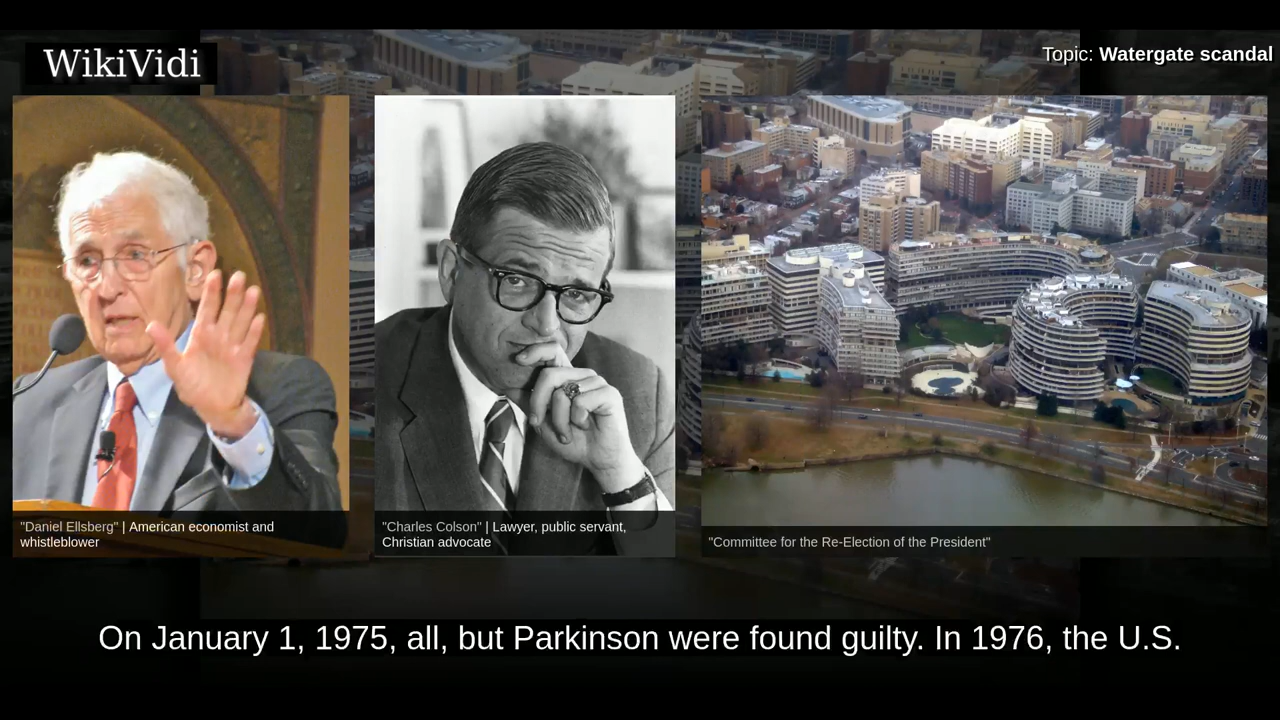 WikiVidi
Topic: Watergate scandal
"Daniel Ellsberg" | American economist and
whistleblower
"Charles Colson" | Lawyer, public servant,
Christian advocate
"Committee for the Re-Election of the President"
On January 1, 1975, all, but Parkinson were found guilty. In 1976, the U.S.